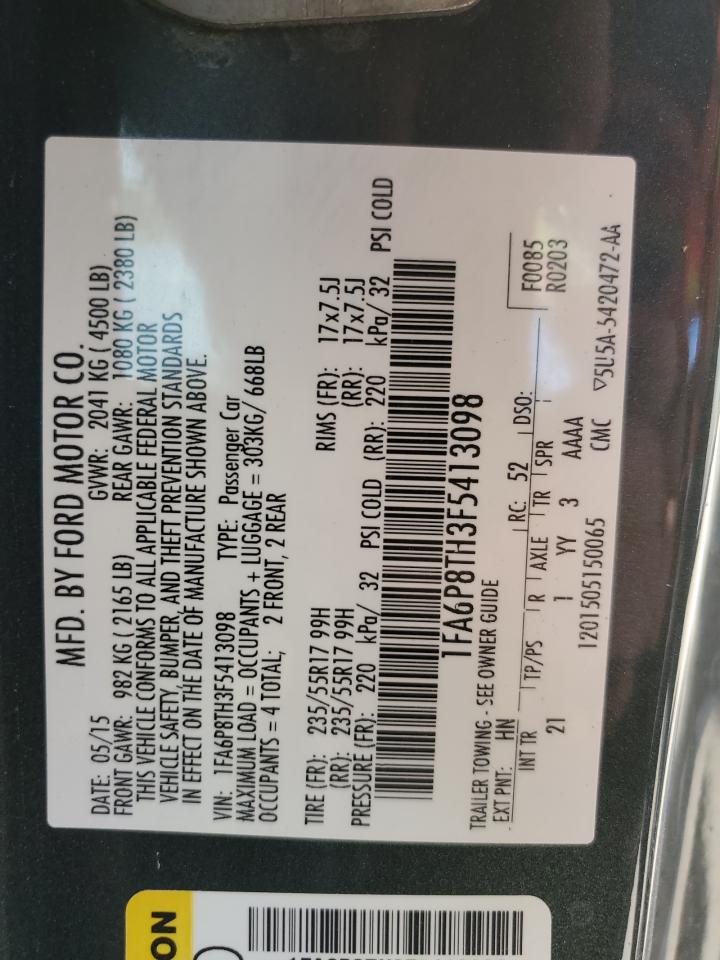 MFD. BY FORD MOTOR CO.
DATE: 05/15 GVWR: 2041 KG ( 4500 LB)
FRONT GAWR: 982 KG ( 2165 LB) REAR GAWR: 1080 KG ( 2380 LB)
THIS VEHICLE CONFORMS TO ALL APPLICABLE FEDERAL MOTOR
VEHICLE SAFETY, BUMPER, AND THEFT PREVENTION STANDARDS
IN EFFECT ON THE DATE OF MANUFACTURE SHOWN ABOVE.
VIN: 1FA6P8TH3F5413098 TYPE: Passenger Car
MAXIMUM LOAD = OCCUPANTS + LUGGAGE = 303KG/ 668LB
OCCUPANTS = 4 TOTAL; 2 FRONT, 2 REAR
TIRE (FR): 235/55R17 99H RIMS (FR): 17x7.5J
(RR): 235/55R17 99H (RR): 17x7.5J
PRESSURE (FR): 220 kPa/ 32 PSI COLD (RR): 220 kPa/ 32 PSI COLD
1FA6P8TH3F5413098
TRAILER TOWING - SEE OWNER GUIDE
EXT PNT: HN RC: 52 DSO: F0085
INT TR TP/PS R AXLE TR SPR R0203
21 1 YY 3 AAAA
CMC ▽5U5A-5420472-AA
1201505150065
ON